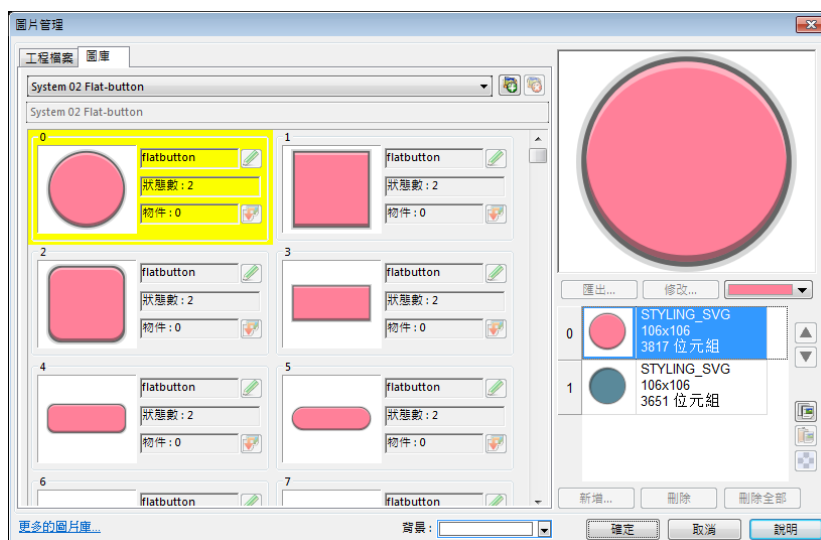 圖片管理
工程檔案
圖庫
System 02 Flat-button
System 02 Flat-button
0
flatbutton
狀態數 : 2
物件 : 0
1
flatbutton
狀態數 : 2
物件 : 0
2
flatbutton
狀態數 : 2
物件 : 0
3
flatbutton
狀態數 : 2
物件 : 0
4
flatbutton
狀態數 : 2
物件 : 0
5
flatbutton
狀態數 : 2
物件 : 0
6
flatbutton
7
flatbutton
匯出...
修改...
0
STYLING_SVG
106x106
3817 位元組
1
STYLING_SVG
106x106
3651 位元組
新增...
刪除
刪除全部
更多的圖片庫...
背景 :
確定
取消
說明